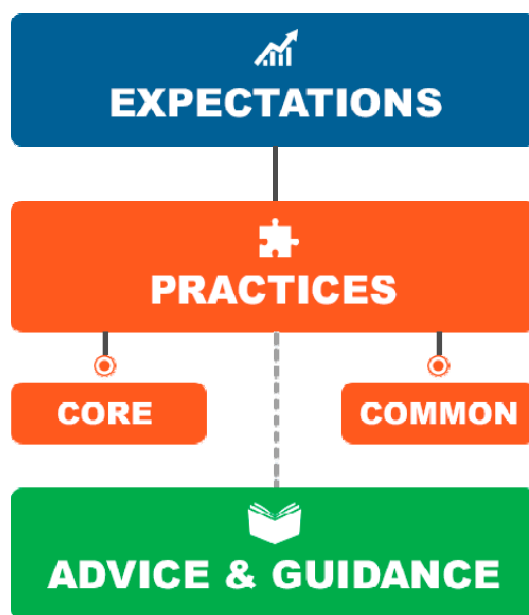 EXPECTATIONS
PRACTICES
CORE
COMMON
ADVICE & GUIDANCE